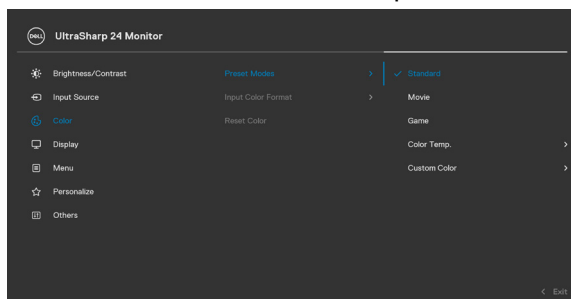 DELL UltraSharp 24 Monitor
Brightness/Contrast Preset Modes > ✓ Standard
Input Source Input Color Format > Movie
Color Reset Color Game
Display Color Temp. >
Menu Custom Color >
Personalize
Others
< Exit